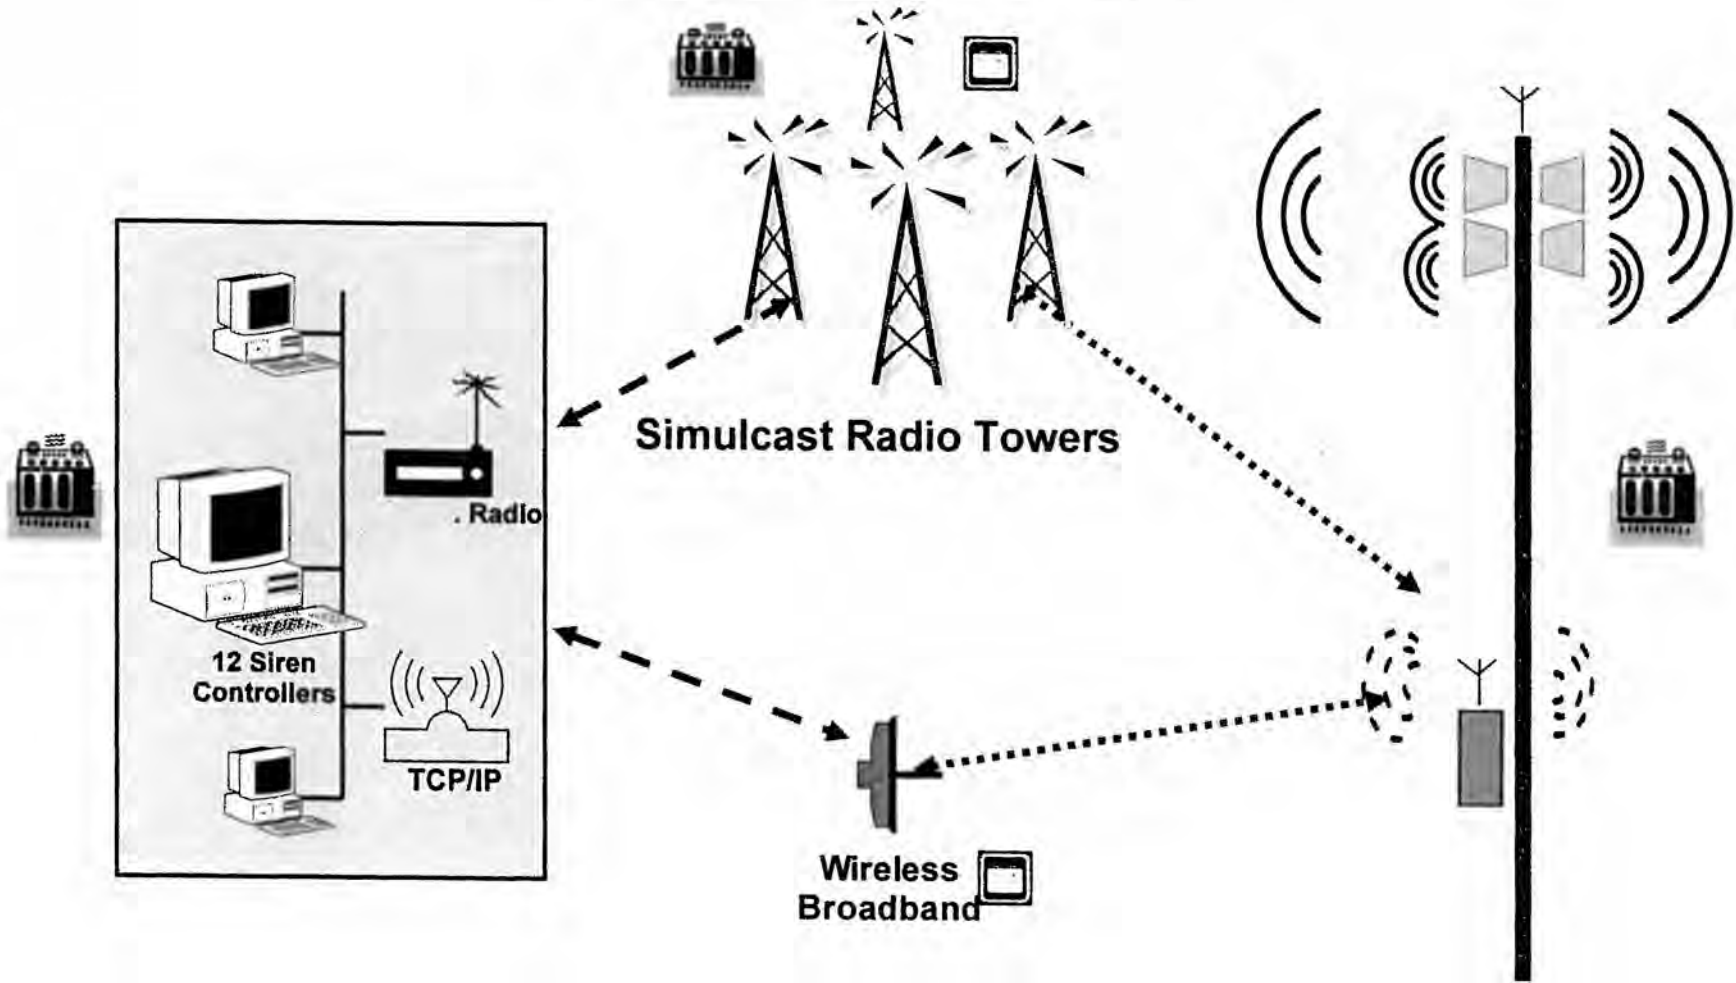 Simulcast Radio Towers
. Radio
12 Siren
Controllers
TCP/IP
Wireless
Broadband